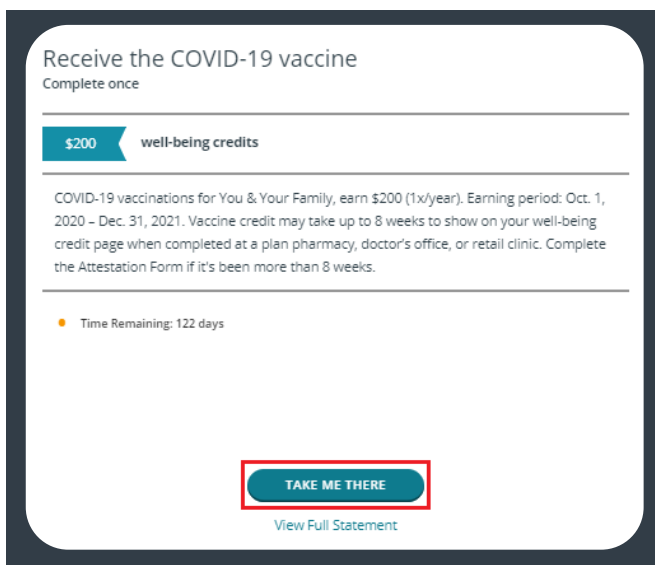 Receive the COVID-19 vaccine
Complete once
$200 well-being credits
COVID-19 vaccinations for You & Your Family, earn $200 (1x/year). Earning period: Oct. 1,
2020 – Dec. 31, 2021. Vaccine credit may take up to 8 weeks to show on your well-being
credit page when completed at a plan pharmacy, doctor's office, or retail clinic. Complete
the Attestation Form if it's been more than 8 weeks.
Time Remaining: 122 days
TAKE ME THERE
View Full Statement